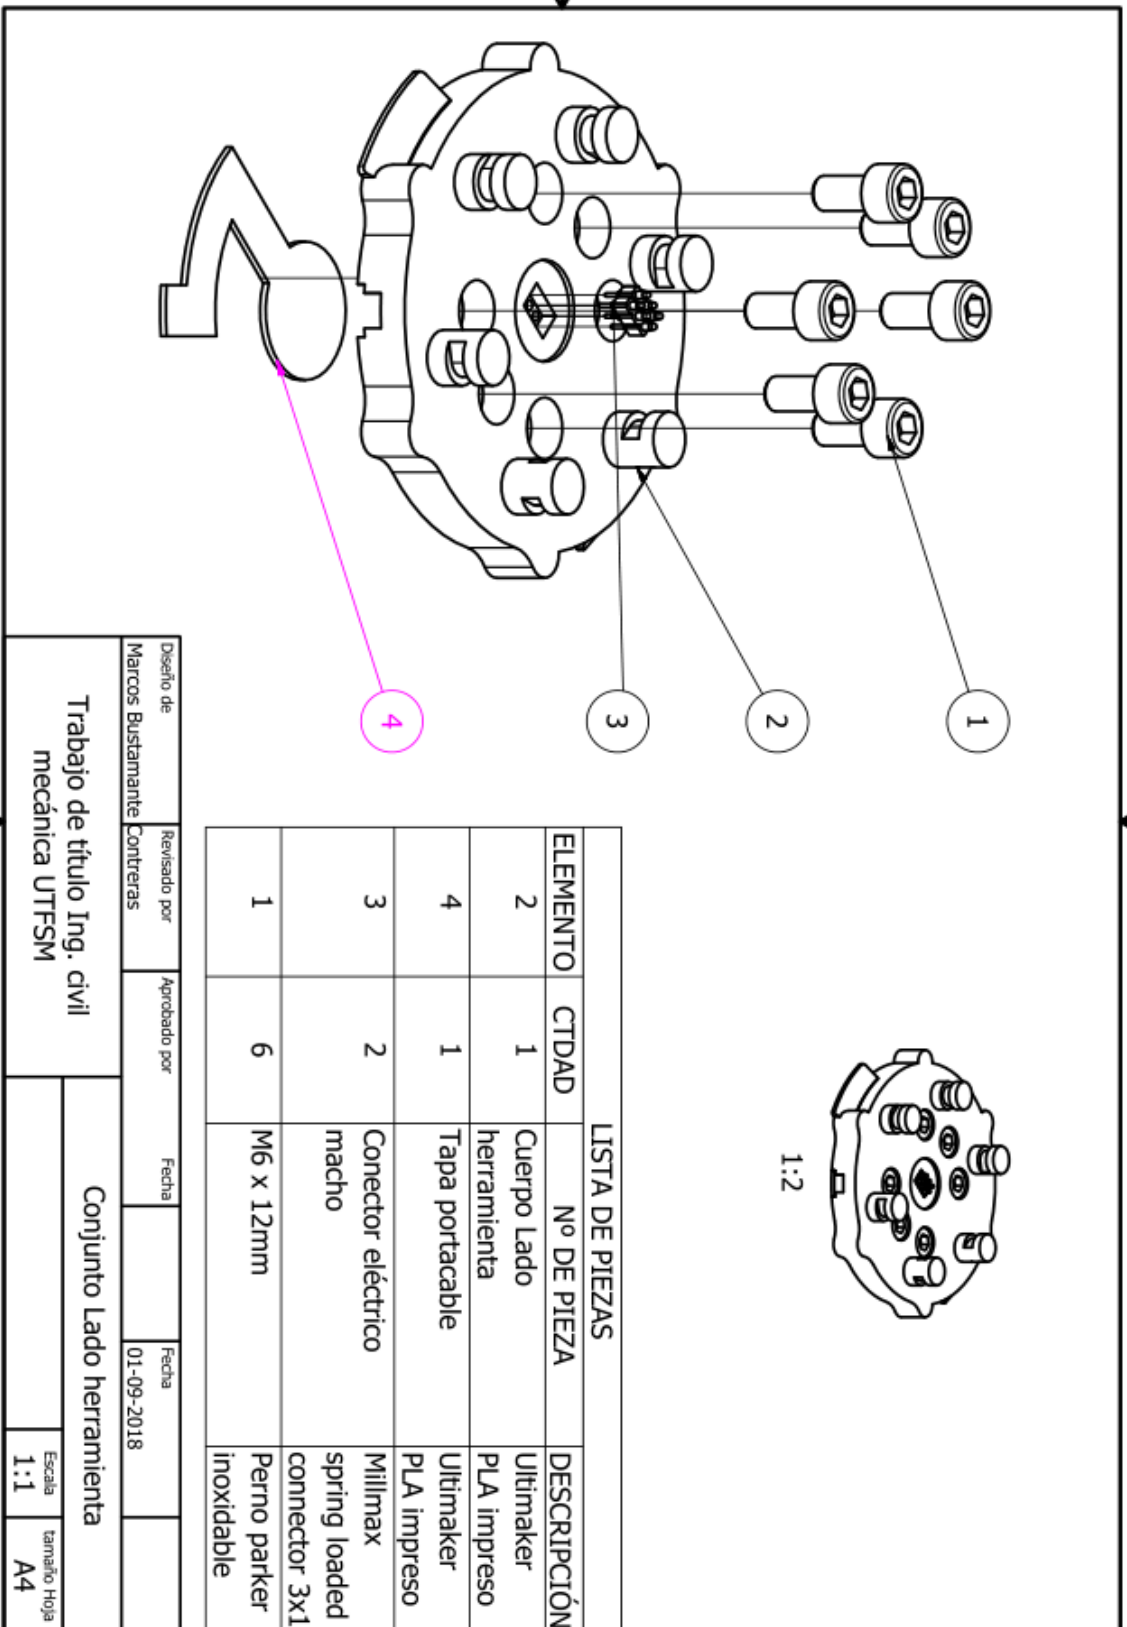 1
2
3
4
1:2
LISTA DE PIEZAS
ELEMENTO CTDAD Nº DE PIEZA DESCRIPCIÓN
2 1 Cuerpo Lado Ultimaker
herramienta PLA impreso
4 1 Tapa portacable Ultimaker
PLA impreso
3 2 Conector eléctrico Millmax
macho spring loaded
connector 3x1
1 6 M6 x 12mm Perno parker
inoxidable
Diseño de Revisado por Aprobado por Fecha Fecha
Marcos Bustamante Contreras 01-09-2018
Trabajo de título Ing. civil
mecánica UTFSM
Conjunto Lado herramienta
Escala tamaño Hoja
1:1 A4